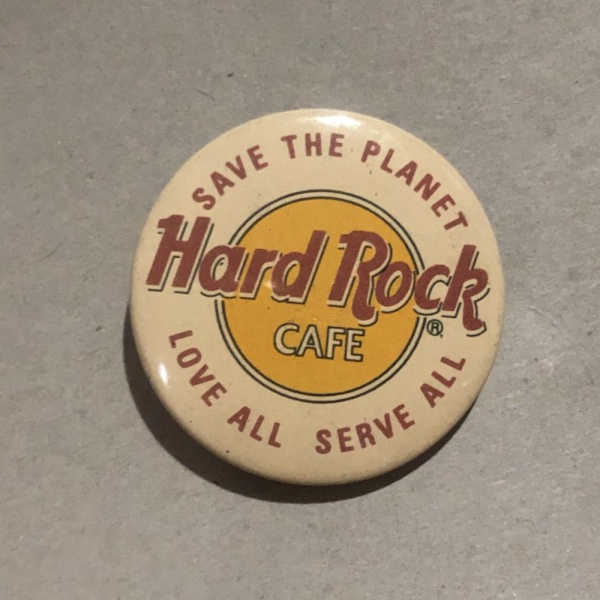 SAVE THE PLANET
Hard Rock
CAFE ®
LOVE ALL SERVE ALL